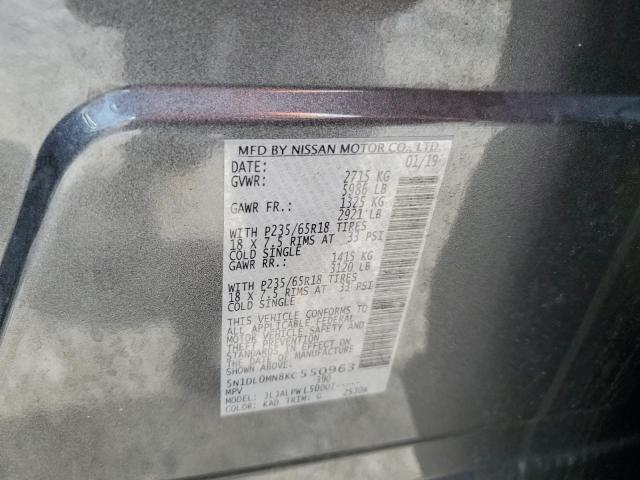 MFD BY NISSAN MOTOR CO., LTD.
DATE: 01/19
GVWR: 2715 KG
5986 LB
GAWR FR.: 1325 KG
2921 LB
WITH P235/65R18 TIRES
18 X 7.5 RIMS AT 33 PSI
COLD SINGLE
GAWR RR.: 1415 KG
3120 LB
WITH P235/65R18 TIRES
18 X 7.5 RIMS AT 33 PSI
COLD SINGLE
THIS VEHICLE CONFORMS TO
ALL APPLICABLE FEDERAL
MOTOR VEHICLE SAFETY AND
THEFT PREVENTION
STANDARDS IN EFFECT ON
THE DATE OF MANUFACTURE
SHOWN ABOVE.
5N1DL0MN8KC550963
MPV 190
MODEL:
COLOR: KAD TRIM: G 2530a